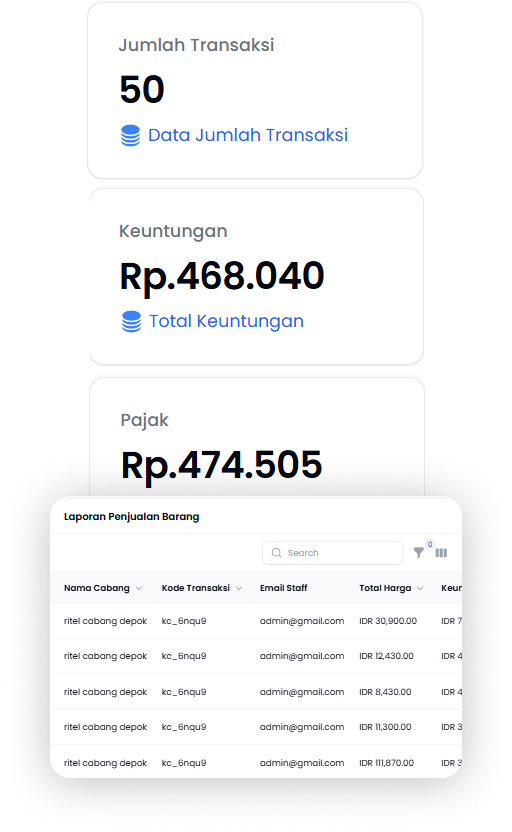 Jumlah Transaksi
50
Data Jumlah Transaksi
Keuntungan
Rp.468.040
Total Keuntungan
Pajak
Rp.474.505
Laporan Penjualan Barang
Search
0
Nama Cabang Kode Transaksi Email Staff Total Harga Keun
ritel cabang depok kc_6nqu9 admin@gmail.com IDR 30,900.00 IDR 7
ritel cabang depok kc_6nqu9 admin@gmail.com IDR 12,430.00 IDR 4
ritel cabang depok kc_6nqu9 admin@gmail.com IDR 8,430.00 IDR 4
ritel cabang depok kc_6nqu9 admin@gmail.com IDR 11,300.00 IDR 3
ritel cabang depok kc_6nqu9 admin@gmail.com IDR 111,870.00 IDR 3